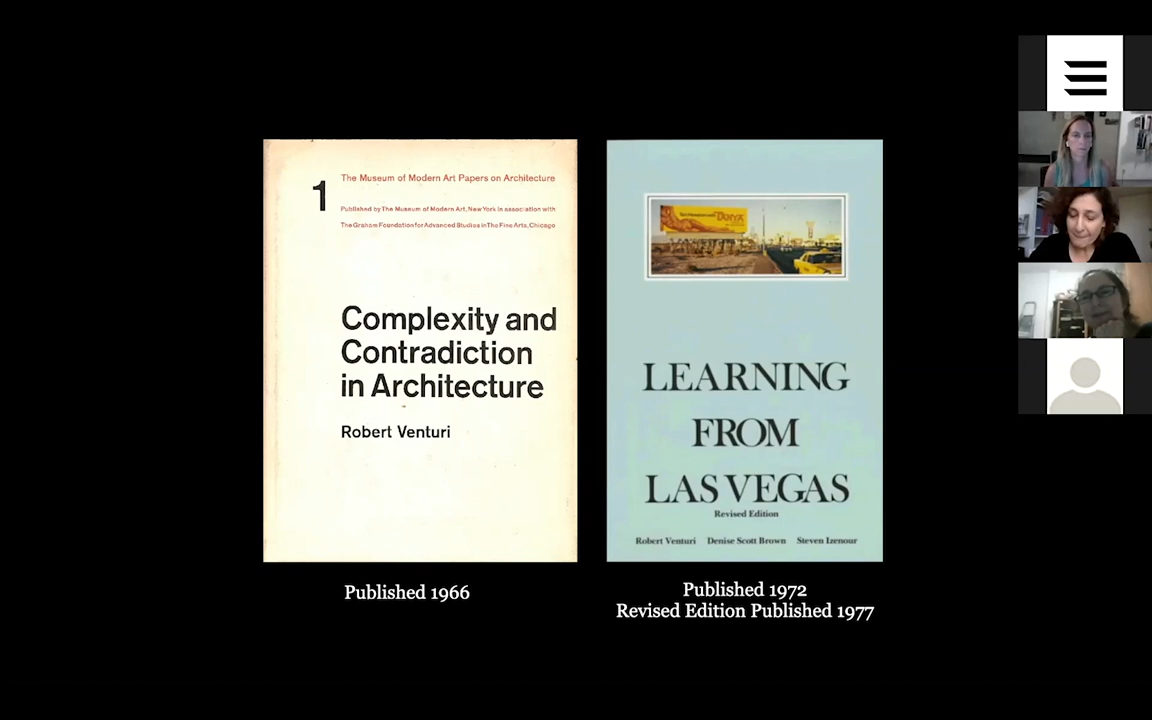 1
The Museum of Modern Art Papers on Architecture
Published by The Museum of Modern Art, New York in association with
The Graham Foundation for Advanced Studies in The Fine Arts, Chicago
Complexity and
Contradiction
in Architecture
Robert Venturi
Published 1966
LEARNING
FROM
LAS VEGAS
Revised Edition
Robert Venturi Denise Scott Brown Steven Izenour
Published 1972
Revised Edition Published 1977